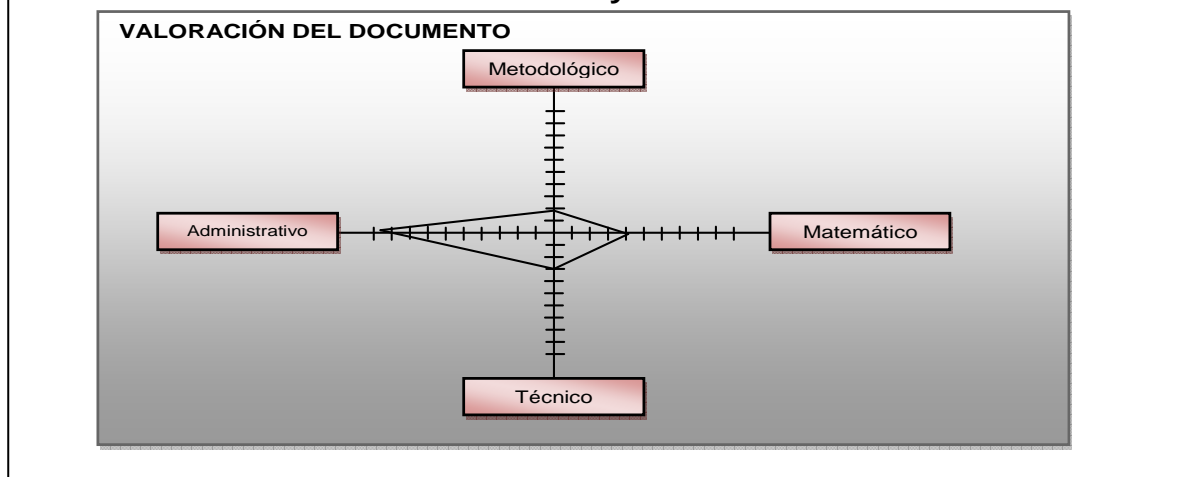 VALORACIÓN DEL DOCUMENTO
Metodológico
Administrativo
Matemático
Técnico